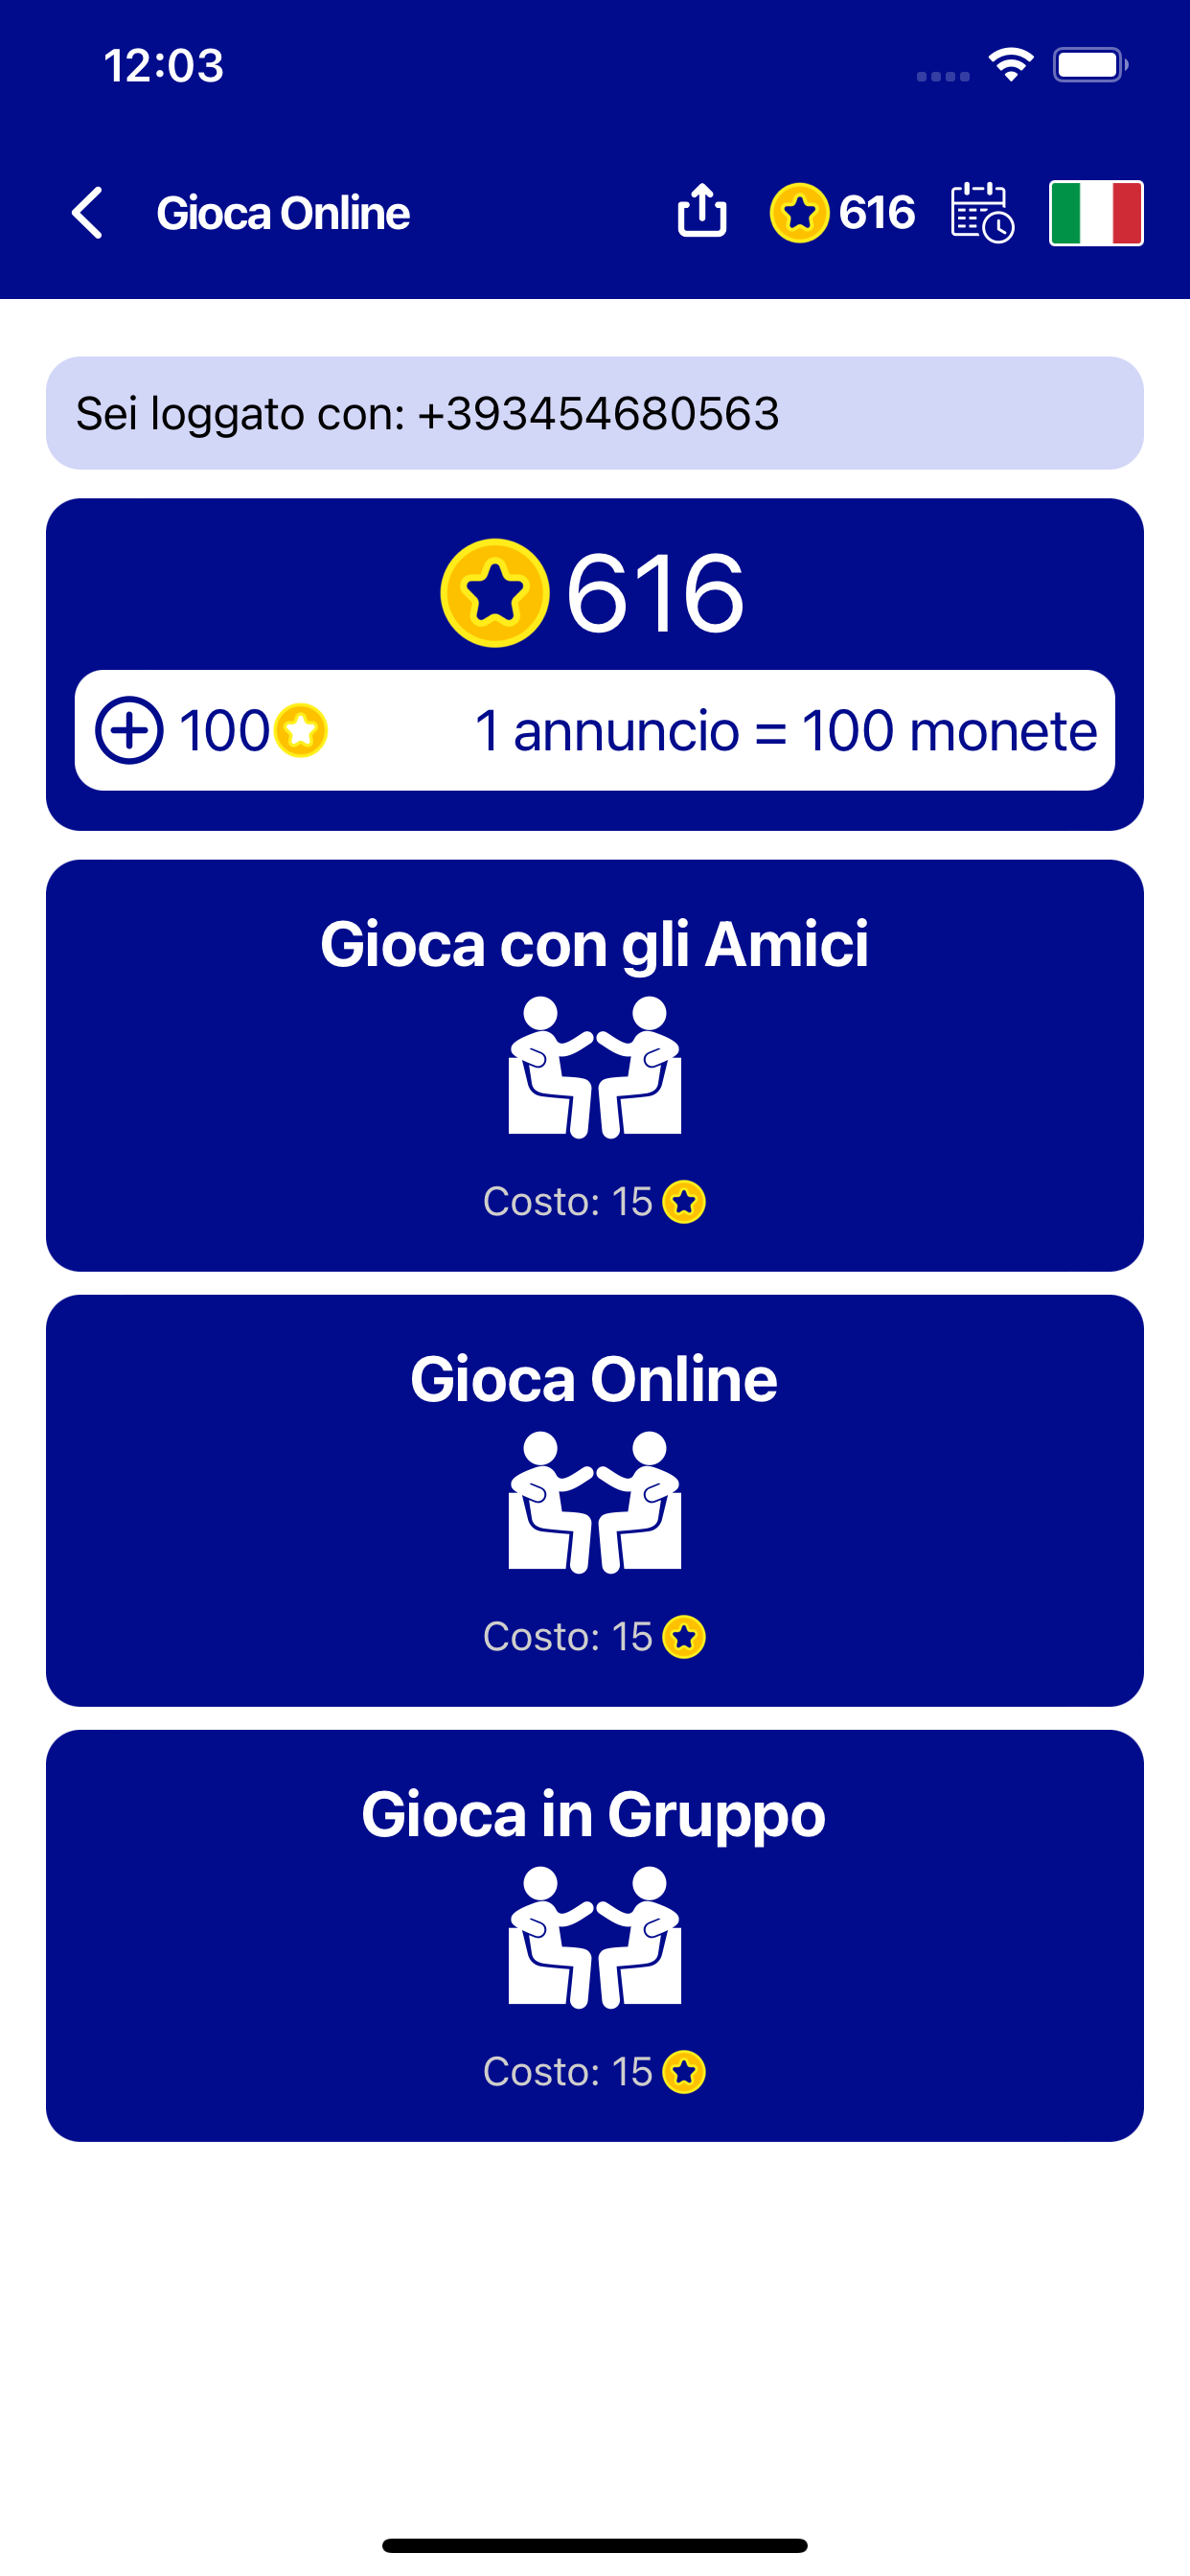 12:03
Gioca Online
616
Sei loggato con: +393454680563
616
100
1 annuncio = 100 monete
Gioca con gli Amici
Costo: 15
Gioca Online
Costo: 15
Gioca in Gruppo
Costo: 15